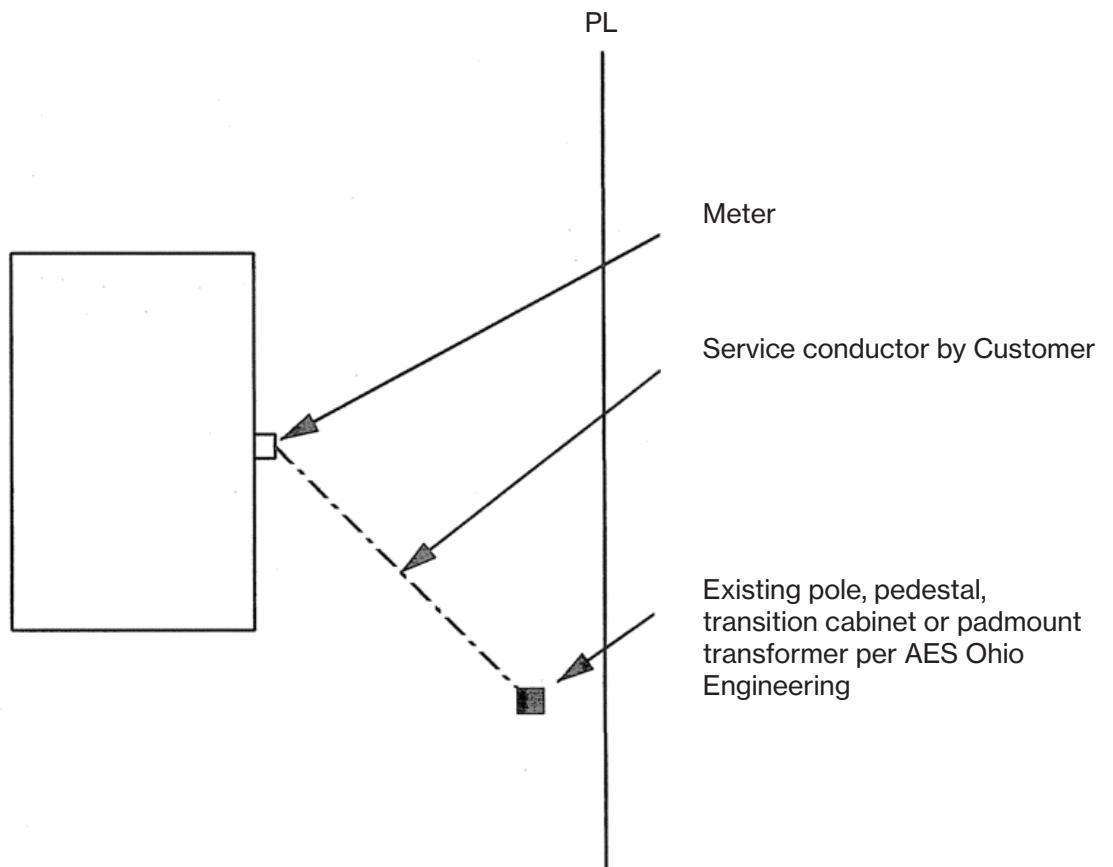 PL
Meter
Service conductor by Customer
Existing pole, pedestal,
transition cabinet or padmount
transformer per AES Ohio
Engineering